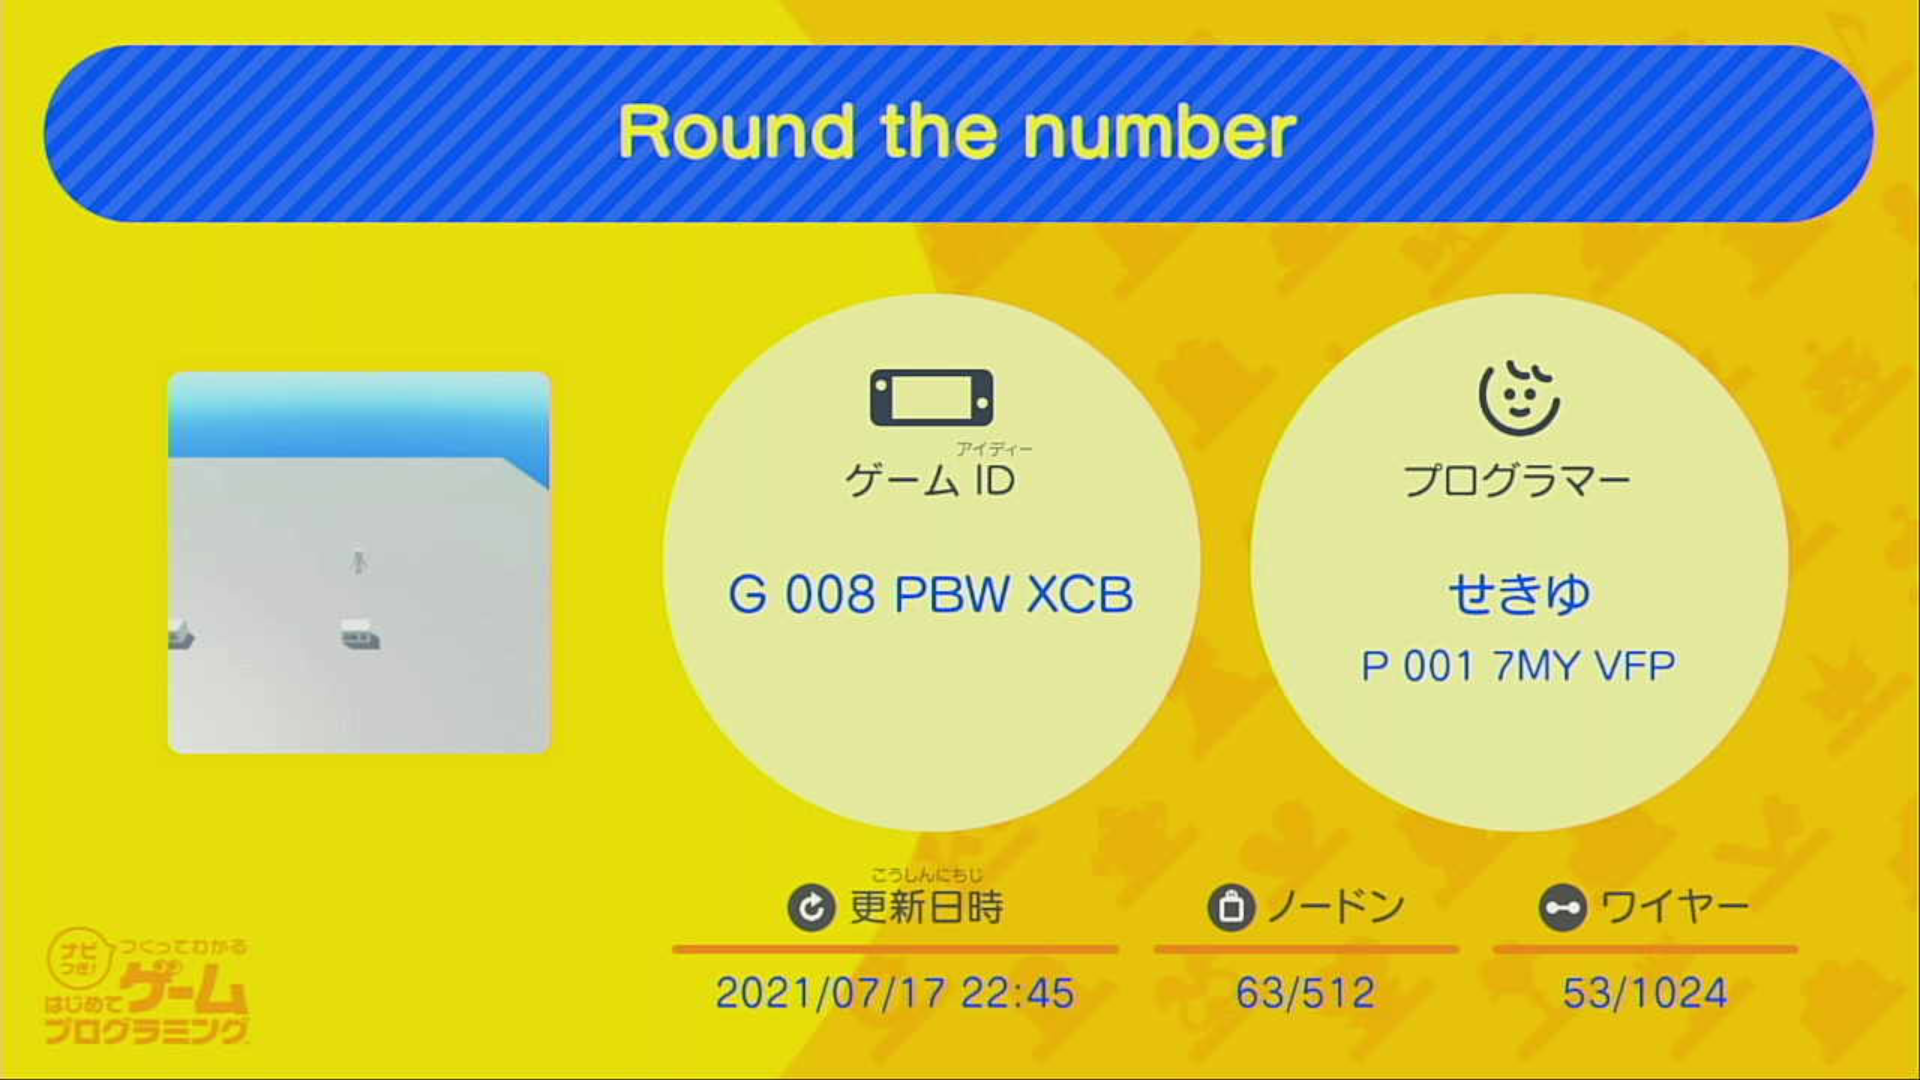 Round the number
アイディー
ゲーム ID
G 008 PBW XCB
プログラマー
せきゆ
P 001 7MY VFP
こうしんにちじ
更新日時
2021/07/17 22:45
ノードン
63/512
ワイヤー
53/1024
ナビつき!
つくってわかる
はじめて
ゲーム
プログラミング